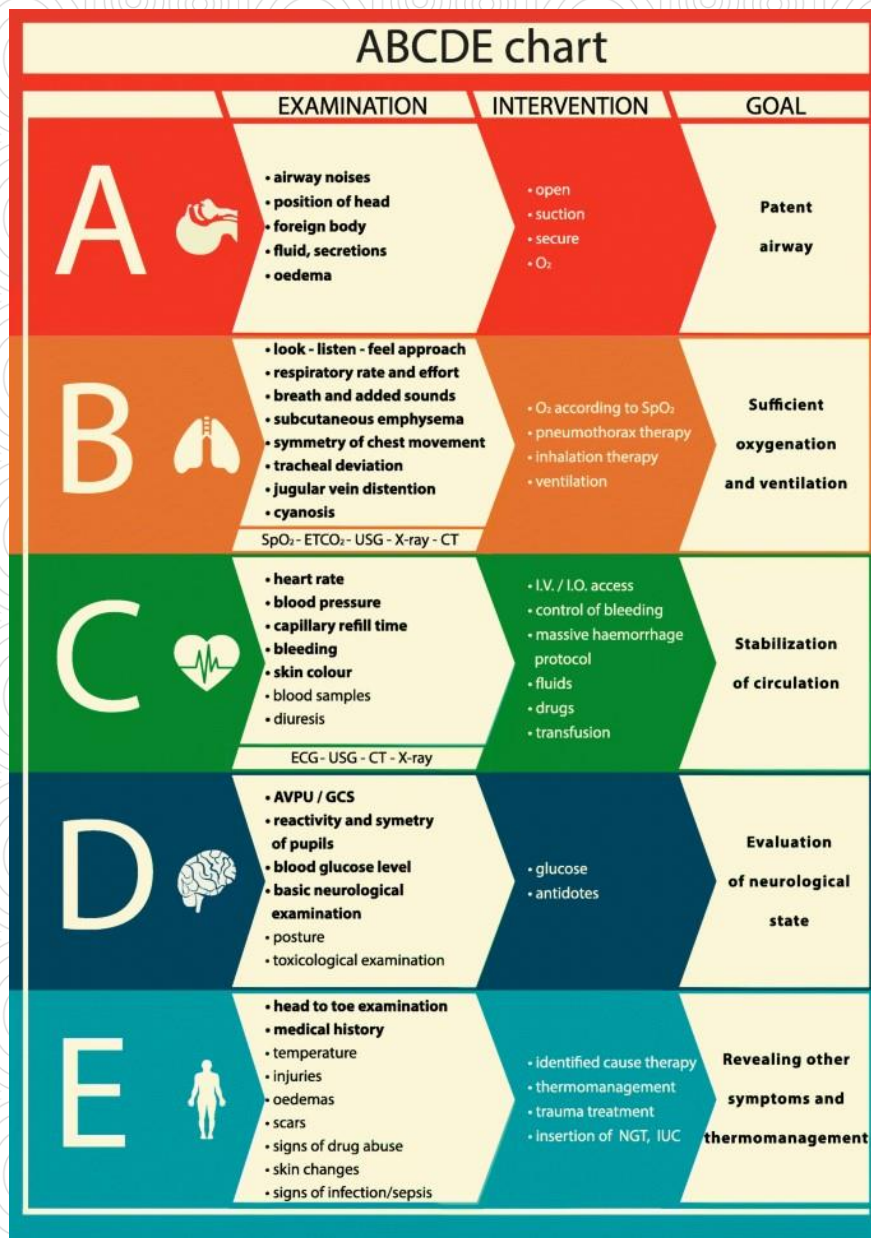 ABCDE chart
EXAMINATION
INTERVENTION
GOAL
A
• airway noises
• position of head
• foreign body
• fluid, secretions
• oedema
• open
• suction
• secure
• O₂
Patent
airway
B
• look - listen - feel approach
• respiratory rate and effort
• breath and added sounds
• subcutaneous emphysema
• symmetry of chest movement
• tracheal deviation
• jugular vein distention
• cyanosis
SpO₂ - ETCO₂ - USG - X-ray - CT
• O₂ according to SpO₂
• pneumothorax therapy
• inhalation therapy
• ventilation
Sufficient
oxygenation
and ventilation
C
• heart rate
• blood pressure
• capillary refill time
• bleeding
• skin colour
• blood samples
• diuresis
ECG - USG - CT - X-ray
• I.V. / I.O. access
• control of bleeding
• massive haemorrhage
protocol
• fluids
• drugs
• transfusion
Stabilization
of circulation
D
• AVPU / GCS
• reactivity and symetry
of pupils
• blood glucose level
• basic neurological
examination
• posture
• toxicological examination
• glucose
• antidotes
Evaluation
of neurological
state
E
• head to toe examination
• medical history
• temperature
• injuries
• oedemas
• scars
• signs of drug abuse
• skin changes
• signs of infection/sepsis
• identified cause therapy
• thermomanagement
• trauma treatment
• insertion of NGT, IUC
Revealing other
symptoms and
thermomanagement